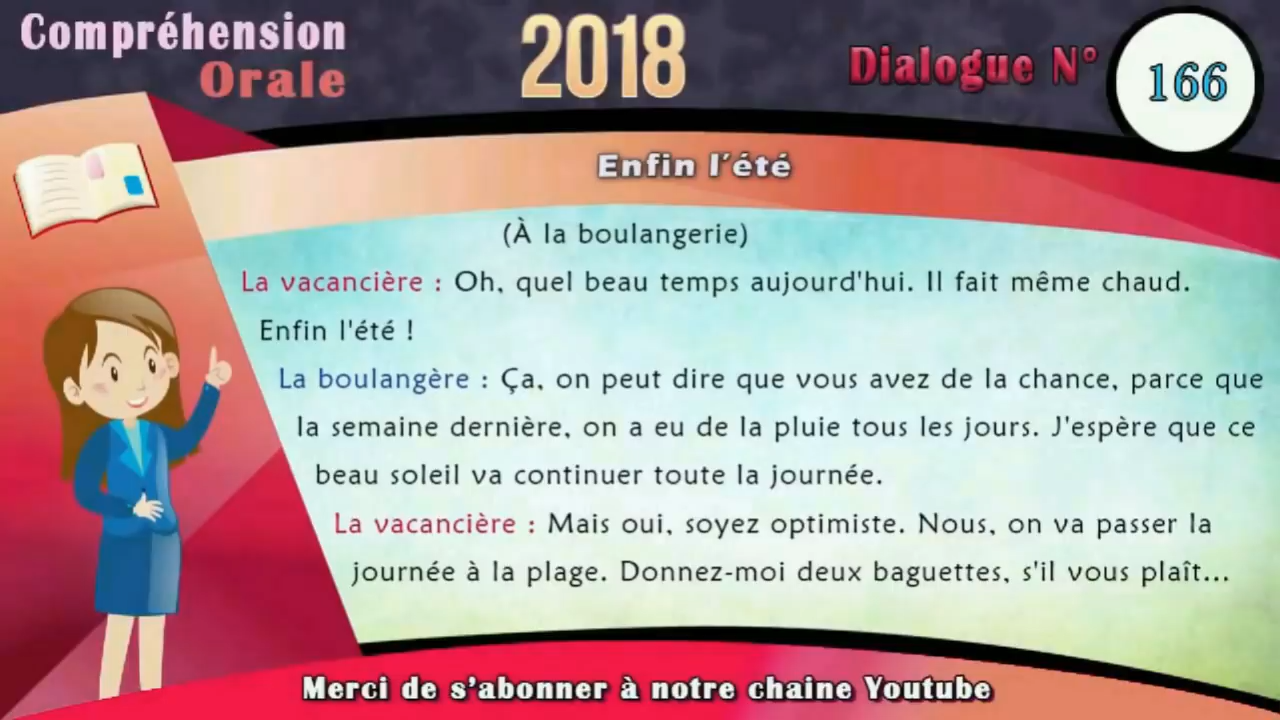 Compréhension
Orale
2018
Dialogue N°
166
Enfin l'été
(À la boulangerie)
La vacancière : Oh, quel beau temps aujourd'hui. Il fait même chaud.
Enfin l'été !
La boulangère : Ça, on peut dire que vous avez de la chance, parce que
la semaine dernière, on a eu de la pluie tous les jours. J'espère que ce
beau soleil va continuer toute la journée.
La vacancière : Mais oui, soyez optimiste. Nous, on va passer la
journée à la plage. Donnez-moi deux baguettes, s'il vous plaît...
Merci de s'abonner à notre chaine Youtube